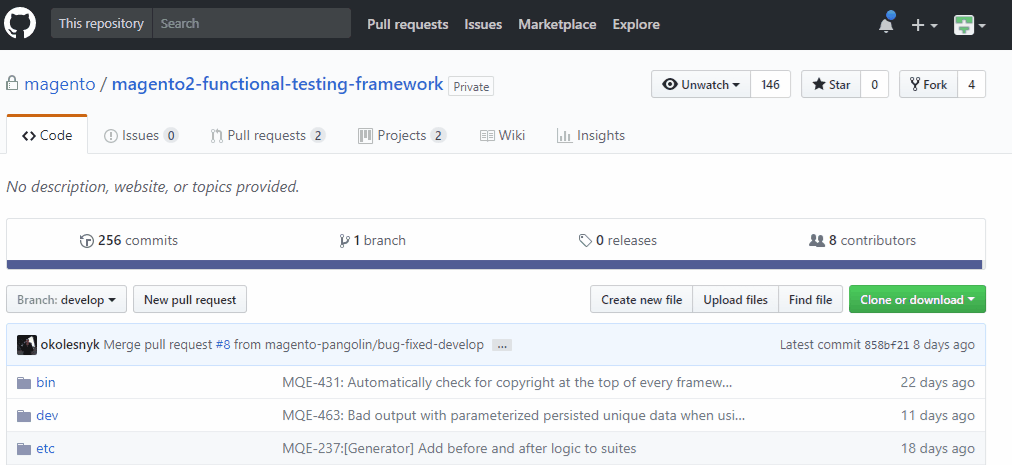 This repository Search Pull requests Issues Marketplace Explore
magento / magento2-functional-testing-framework Private Unwatch 146 Star 0 Fork 4
Code Issues 0 Pull requests 2 Projects 2 Wiki Insights
No description, website, or topics provided.
256 commits 1 branch 0 releases 8 contributors
Branch: develop New pull request Create new file Upload files Find file Clone or download
okolesnyk Merge pull request #8 from magento-pangolin/bug-fixed-develop ... Latest commit 858bf21 8 days ago
bin MQE-431: Automatically check for copyright at the top of every framew... 22 days ago
dev MQE-463: Bad output with parameterized persisted unique data when usi... 11 days ago
etc MQE-237:[Generator] Add before and after logic to suites 18 days ago